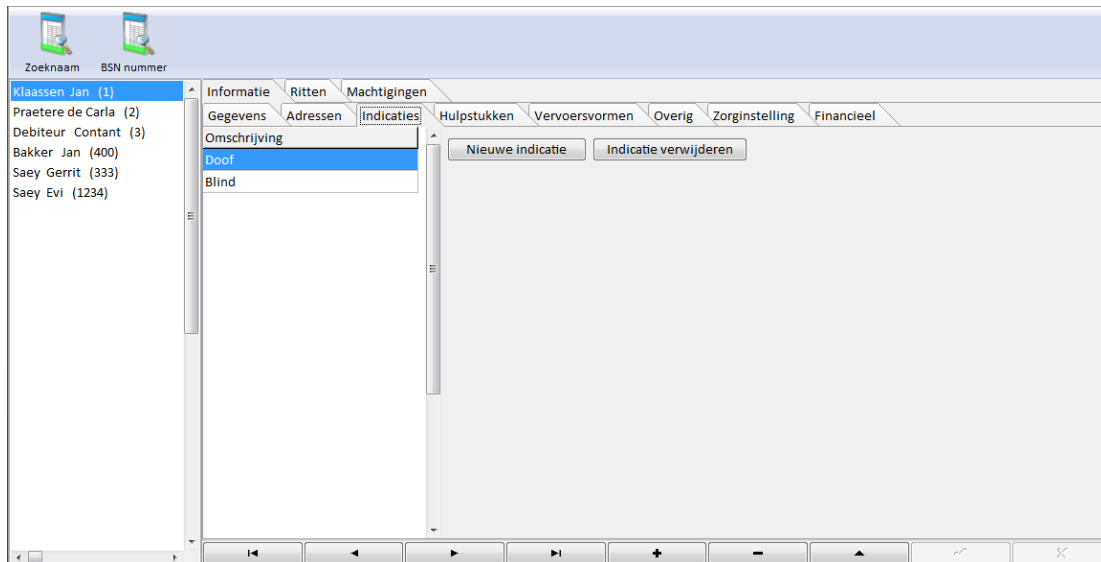 Zoeknaam BSN nummer
Klaassen Jan (1)
Praetere de Carla (2)
Debiteur Contant (3)
Bakker Jan (400)
Saey Gerrit (333)
Saey Evi (1234)
Informatie Ritten Machtigingen
Gegevens Adressen Indicaties Hulpstukken Vervoersvormen Overig Zorginstelling Financieel
Omschrijving
Doof
Blind
Nieuwe indicatie Indicatie verwijderen